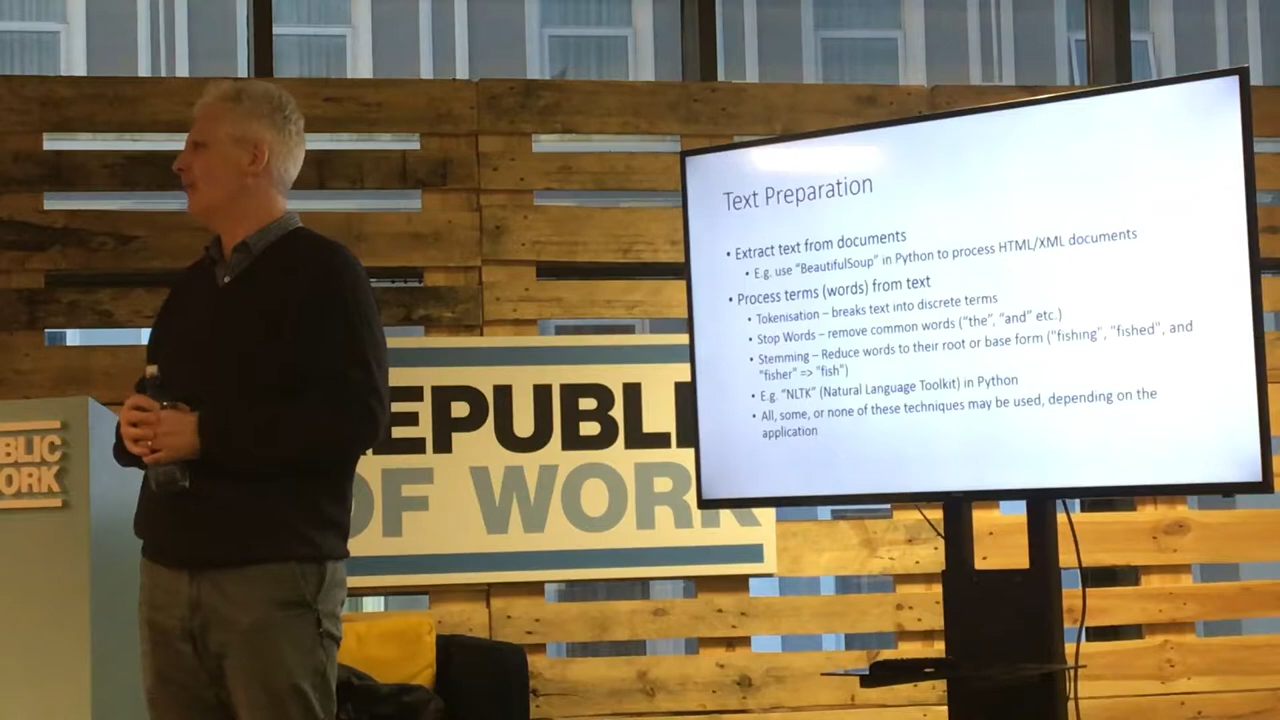 Text Preparation
• Extract text from documents
• E.g. use "BeautifulSoup" in Python to process HTML/XML documents
• Process terms (words) from text
• Tokenisation – breaks text into discrete terms
• Stop Words – remove common words ("the", "and" etc.)
• Stemming – Reduce words to their root or base form ("fishing", "fished", and
"fisher" => "fish")
• E.g. "NLTK" (Natural Language Toolkit) in Python
• All, some, or none of these techniques may be used, depending on the
application
EPUBL
OF WORK
BLIC
ORK